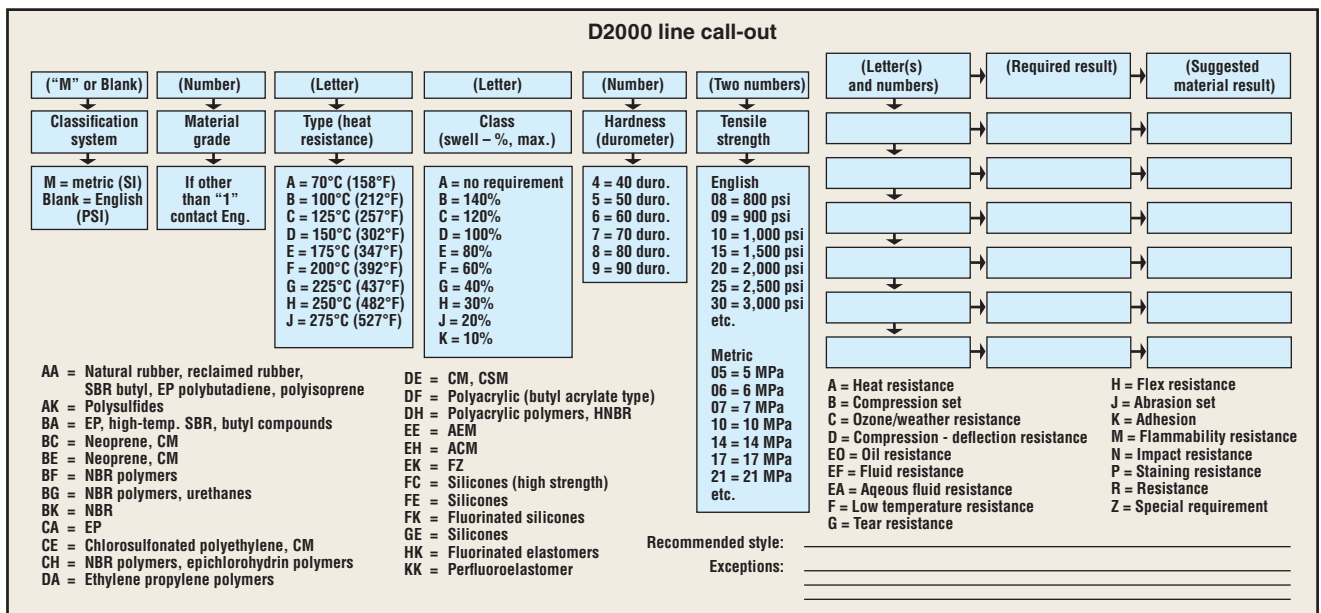 D2000 line call-out
(“M” or Blank)
Classification
system
M = metric (SI)
Blank = English
(PSI)
(Number)
Material
grade
If other
than “1”
contact Eng.
(Letter)
Type (heat
resistance)
A = 70°C (158°F)
B = 100°C (212°F)
C = 125°C (257°F)
D = 150°C (302°F)
E = 175°C (347°F)
F = 200°C (392°F)
G = 225°C (437°F)
H = 250°C (482°F)
J = 275°C (527°F)
(Letter)
Class
(swell – %, max.)
A = no requirement
B = 140%
C = 120%
D = 100%
E = 80%
F = 60%
G = 40%
H = 30%
J = 20%
K = 10%
(Number)
Hardness
(durometer)
4 = 40 duro.
5 = 50 duro.
6 = 60 duro.
7 = 70 duro.
8 = 80 duro.
9 = 90 duro.
(Two numbers)
Tensile
strength
English
08 = 800 psi
09 = 900 psi
10 = 1,000 psi
15 = 1,500 psi
20 = 2,000 psi
25 = 2,500 psi
30 = 3,000 psi
etc.
Metric
05 = 5 MPa
06 = 6 MPa
07 = 7 MPa
10 = 10 MPa
14 = 14 MPa
17 = 17 MPa
21 = 21 MPa
etc.
(Letter(s)
and numbers)
(Required result)
(Suggested
material result)
AA = Natural rubber, reclaimed rubber,
SBR butyl, EP polybutadiene, polyisoprene
AK = Polysulfides
BA = EP, high-temp. SBR, butyl compounds
BC = Neoprene, CM
BE = Neoprene, CM
BF = NBR polymers
BG = NBR polymers, urethanes
BK = NBR
CA = EP
CE = Chlorosulfonated polyethylene, CM
CH = NBR polymers, epichlorohydrin polymers
DA = Ethylene propylene polymers
DE = CM, CSM
DF = Polyacrylic (butyl acrylate type)
DH = Polyacrylic polymers, HNBR
EE = AEM
EH = ACM
EK = FZ
FC = Silicones (high strength)
FE = Silicones
FK = Fluorinated silicones
GE = Silicones
HK = Fluorinated elastomers
KK = Perfluoroelastomer
A = Heat resistance
B = Compression set
C = Ozone/weather resistance
D = Compression - deflection resistance
EO = Oil resistance
EF = Fluid resistance
EA = Aqeous fluid resistance
F = Low temperature resistance
G = Tear resistance
H = Flex resistance
J = Abrasion set
K = Adhesion
M = Flammability resistance
N = Impact resistance
P = Staining resistance
R = Resistance
Z = Special requirement
Recommended style:
Exceptions: